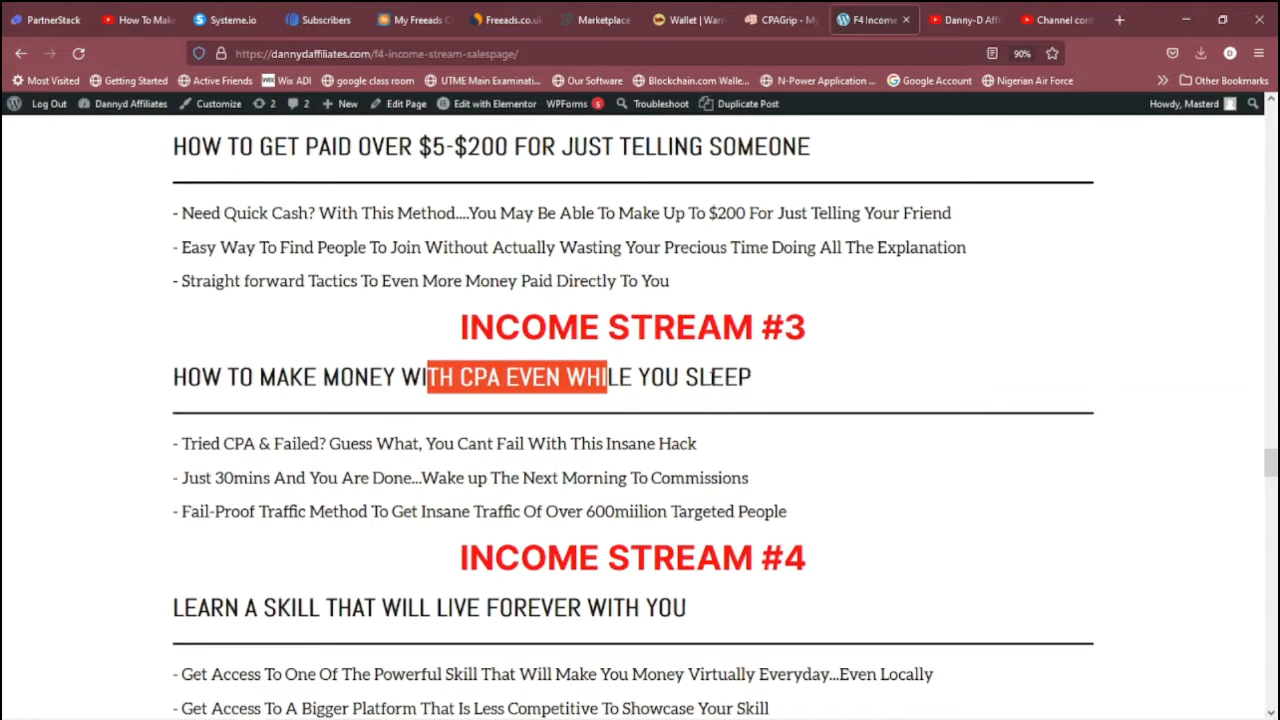 PartnerStack How To Make Systeme.io Subscribers My Freeads C Freeads.co.uk Marketplace Wallet | War CPAGrip - My F4 Income Danny-D Affi Channel cont
https://dannydaffiliates.com/f4-income-stream-salespage/ 90%
Most Visited Getting Started Active Friends Wix ADI google class room UTME Main Examinati... Our Software Blockchain.com Walle... N-Power Application ... Google Account Nigerian Air Force Other Bookmarks
Log Out Dannyd Affiliates Customize 2 2 New Edit Page Edit with Elementor WPForms 5 Troubleshoot Duplicate Post Howdy, Masterd
HOW TO GET PAID OVER $5-$200 FOR JUST TELLING SOMEONE
- Need Quick Cash? With This Method....You May Be Able To Make Up To $200 For Just Telling Your Friend
- Easy Way To Find People To Join Without Actually Wasting Your Precious Time Doing All The Explanation
- Straight forward Tactics To Even More Money Paid Directly To You
INCOME STREAM #3
HOW TO MAKE MONEY WITH CPA EVEN WHILE YOU SLEEP
- Tried CPA & Failed? Guess What, You Cant Fail With This Insane Hack
- Just 30mins And You Are Done...Wake up The Next Morning To Commissions
- Fail-Proof Traffic Method To Get Insane Traffic Of Over 600miilion Targeted People
INCOME STREAM #4
LEARN A SKILL THAT WILL LIVE FOREVER WITH YOU
- Get Access To One Of The Powerful Skill That Will Make You Money Virtually Everyday...Even Locally
- Get Access To A Bigger Platform That Is Less Competitive To Showcase Your Skill